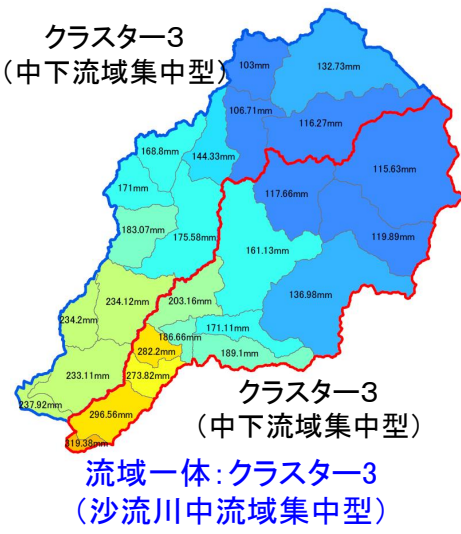 クラスター3
（中下流域集中型）
103mm
132.73mm
106.71mm
116.27mm
168.8mm
144.33mm
115.63mm
171mm
117.66mm
183.07mm
175.58mm
119.89mm
161.13mm
136.98mm
234.12mm
203.16mm
234.2mm
171.11mm
186.66mm
282.2mm
189.1mm
233.11mm
273.82mm
237.92mm
296.56mm
319.38mm
クラスター3
（中下流域集中型）
流域一体：クラスター3
（沙流川中流域集中型）